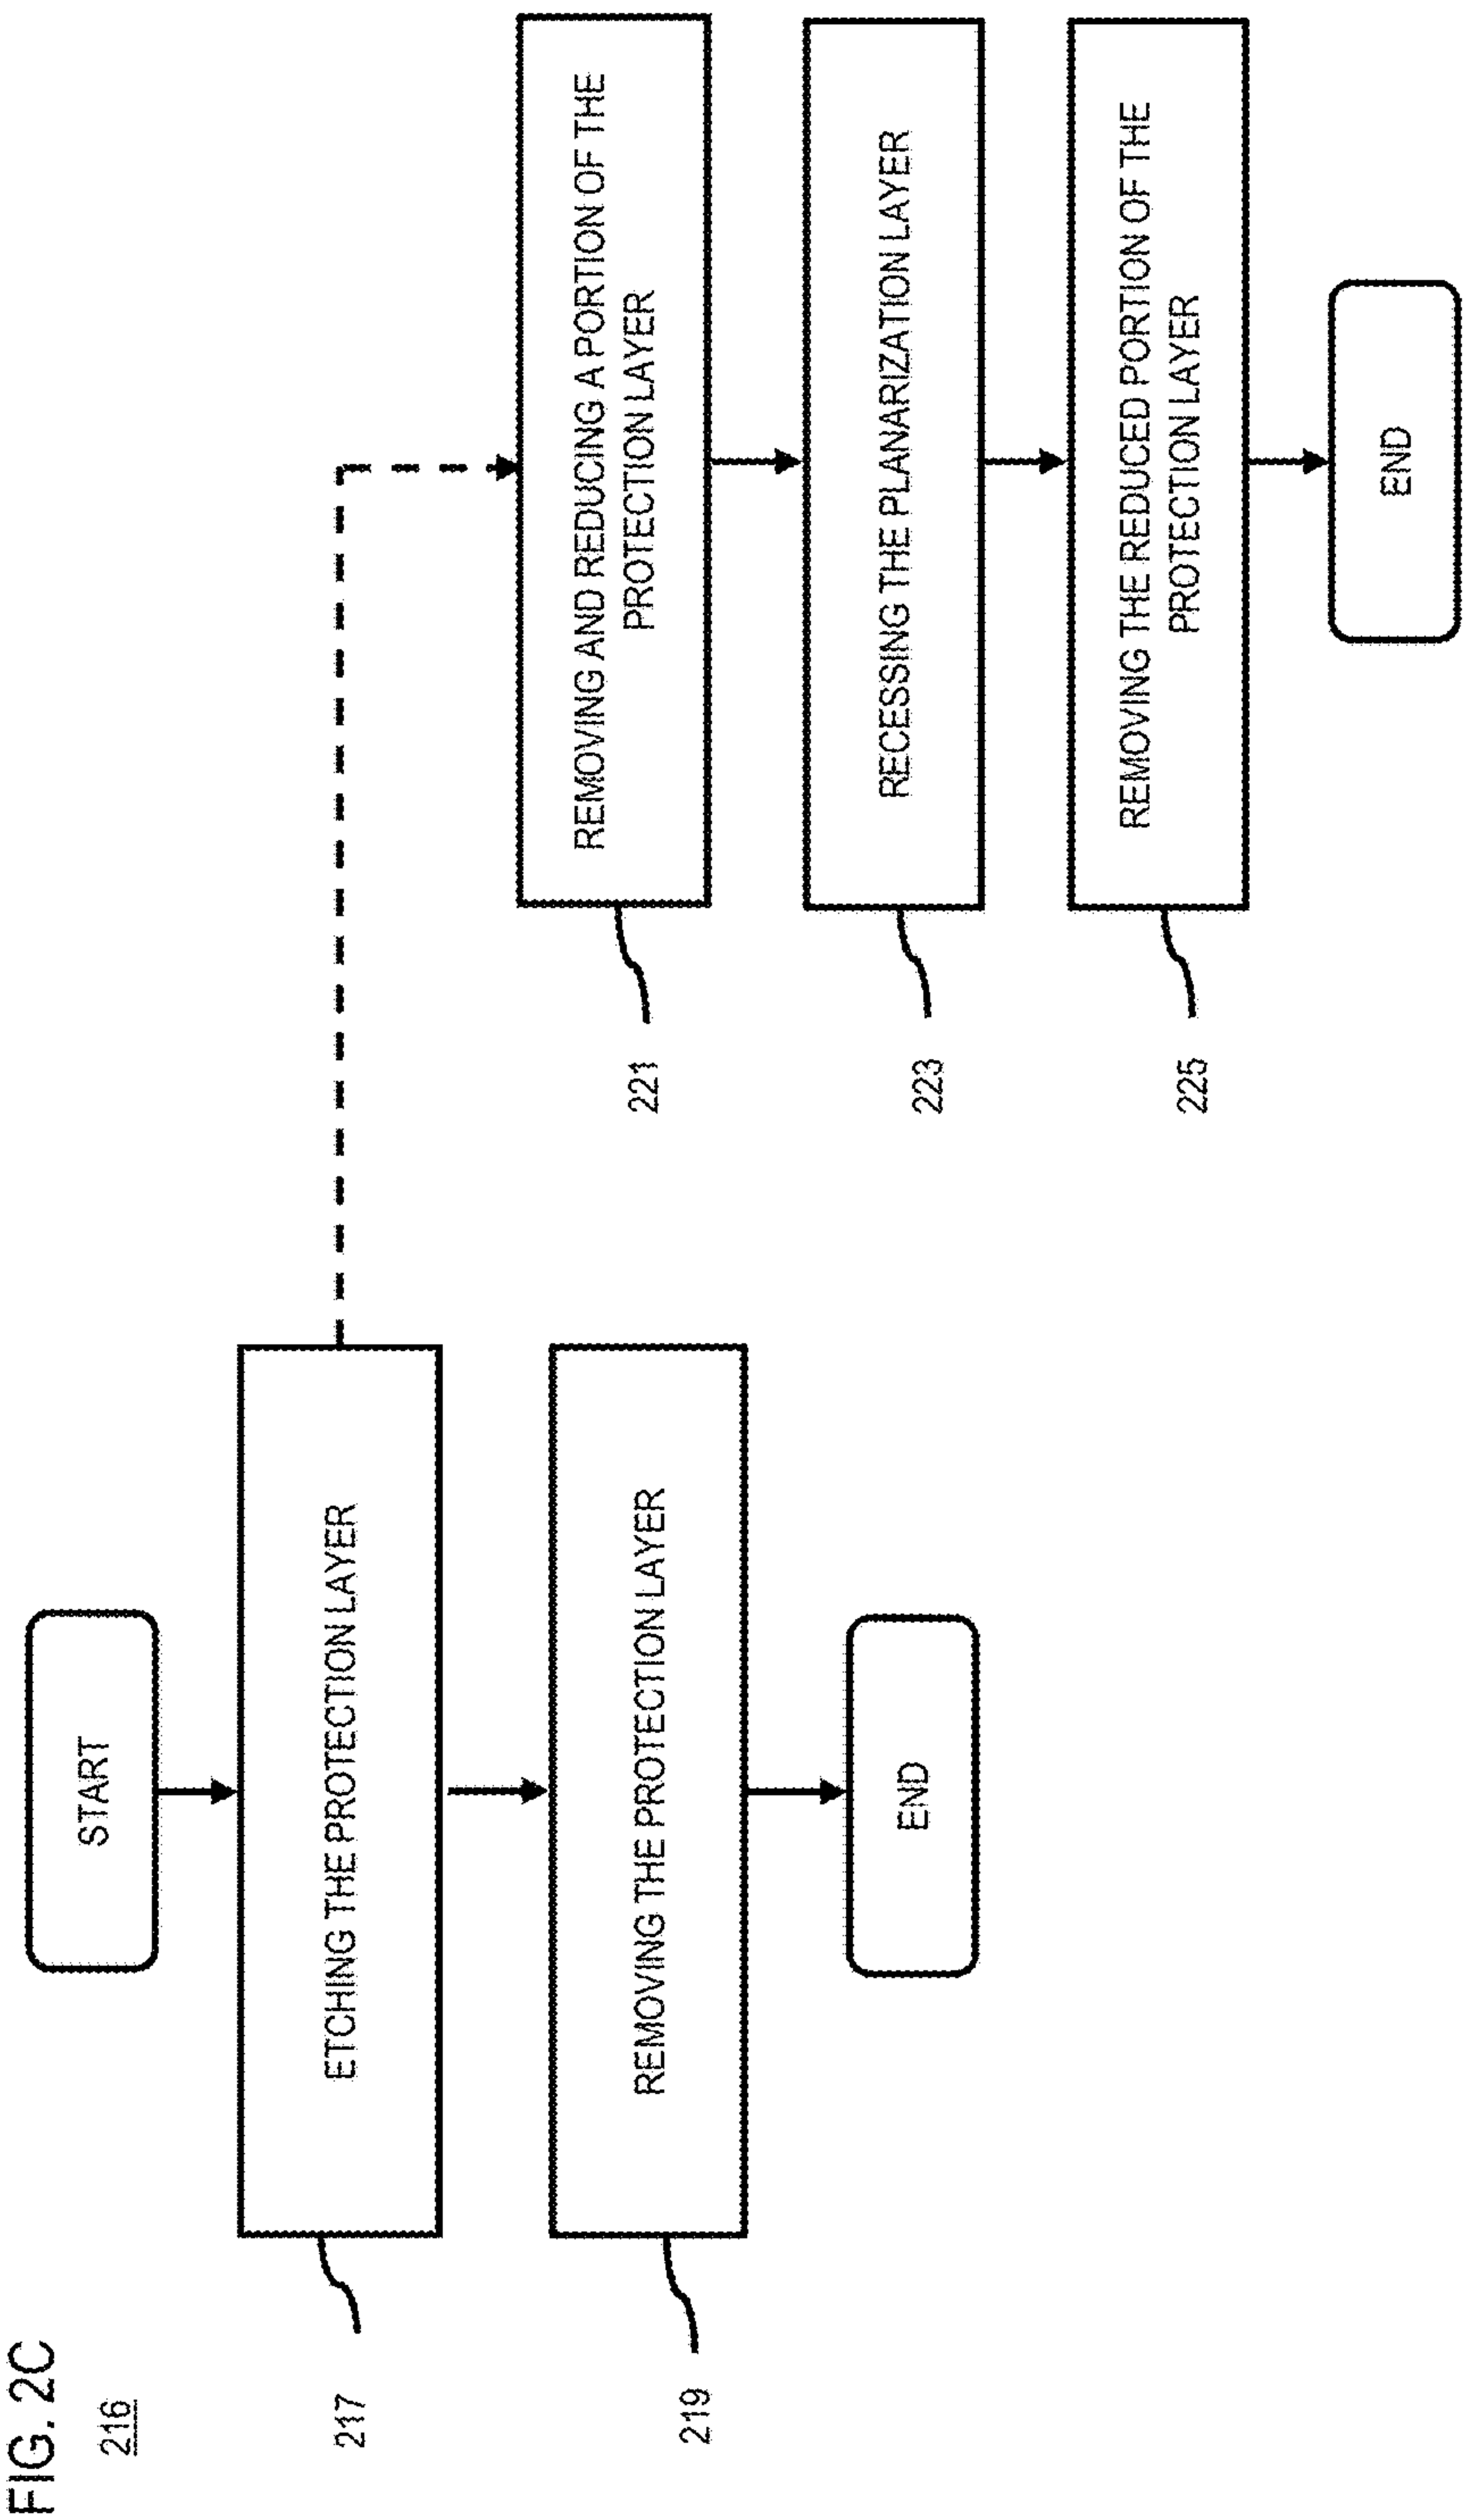 FIG. 2C
216
START
217
ETCHING THE PROTECTION LAYER
219
REMOVING THE PROTECTION LAYER
END
221
REMOVING AND REDUCING A PORTION OF THE
PROTECTION LAYER
223
RECESSING THE PLANARIZATION LAYER
225
REMOVING THE REDUCED PORTION OF THE
PROTECTION LAYER
END